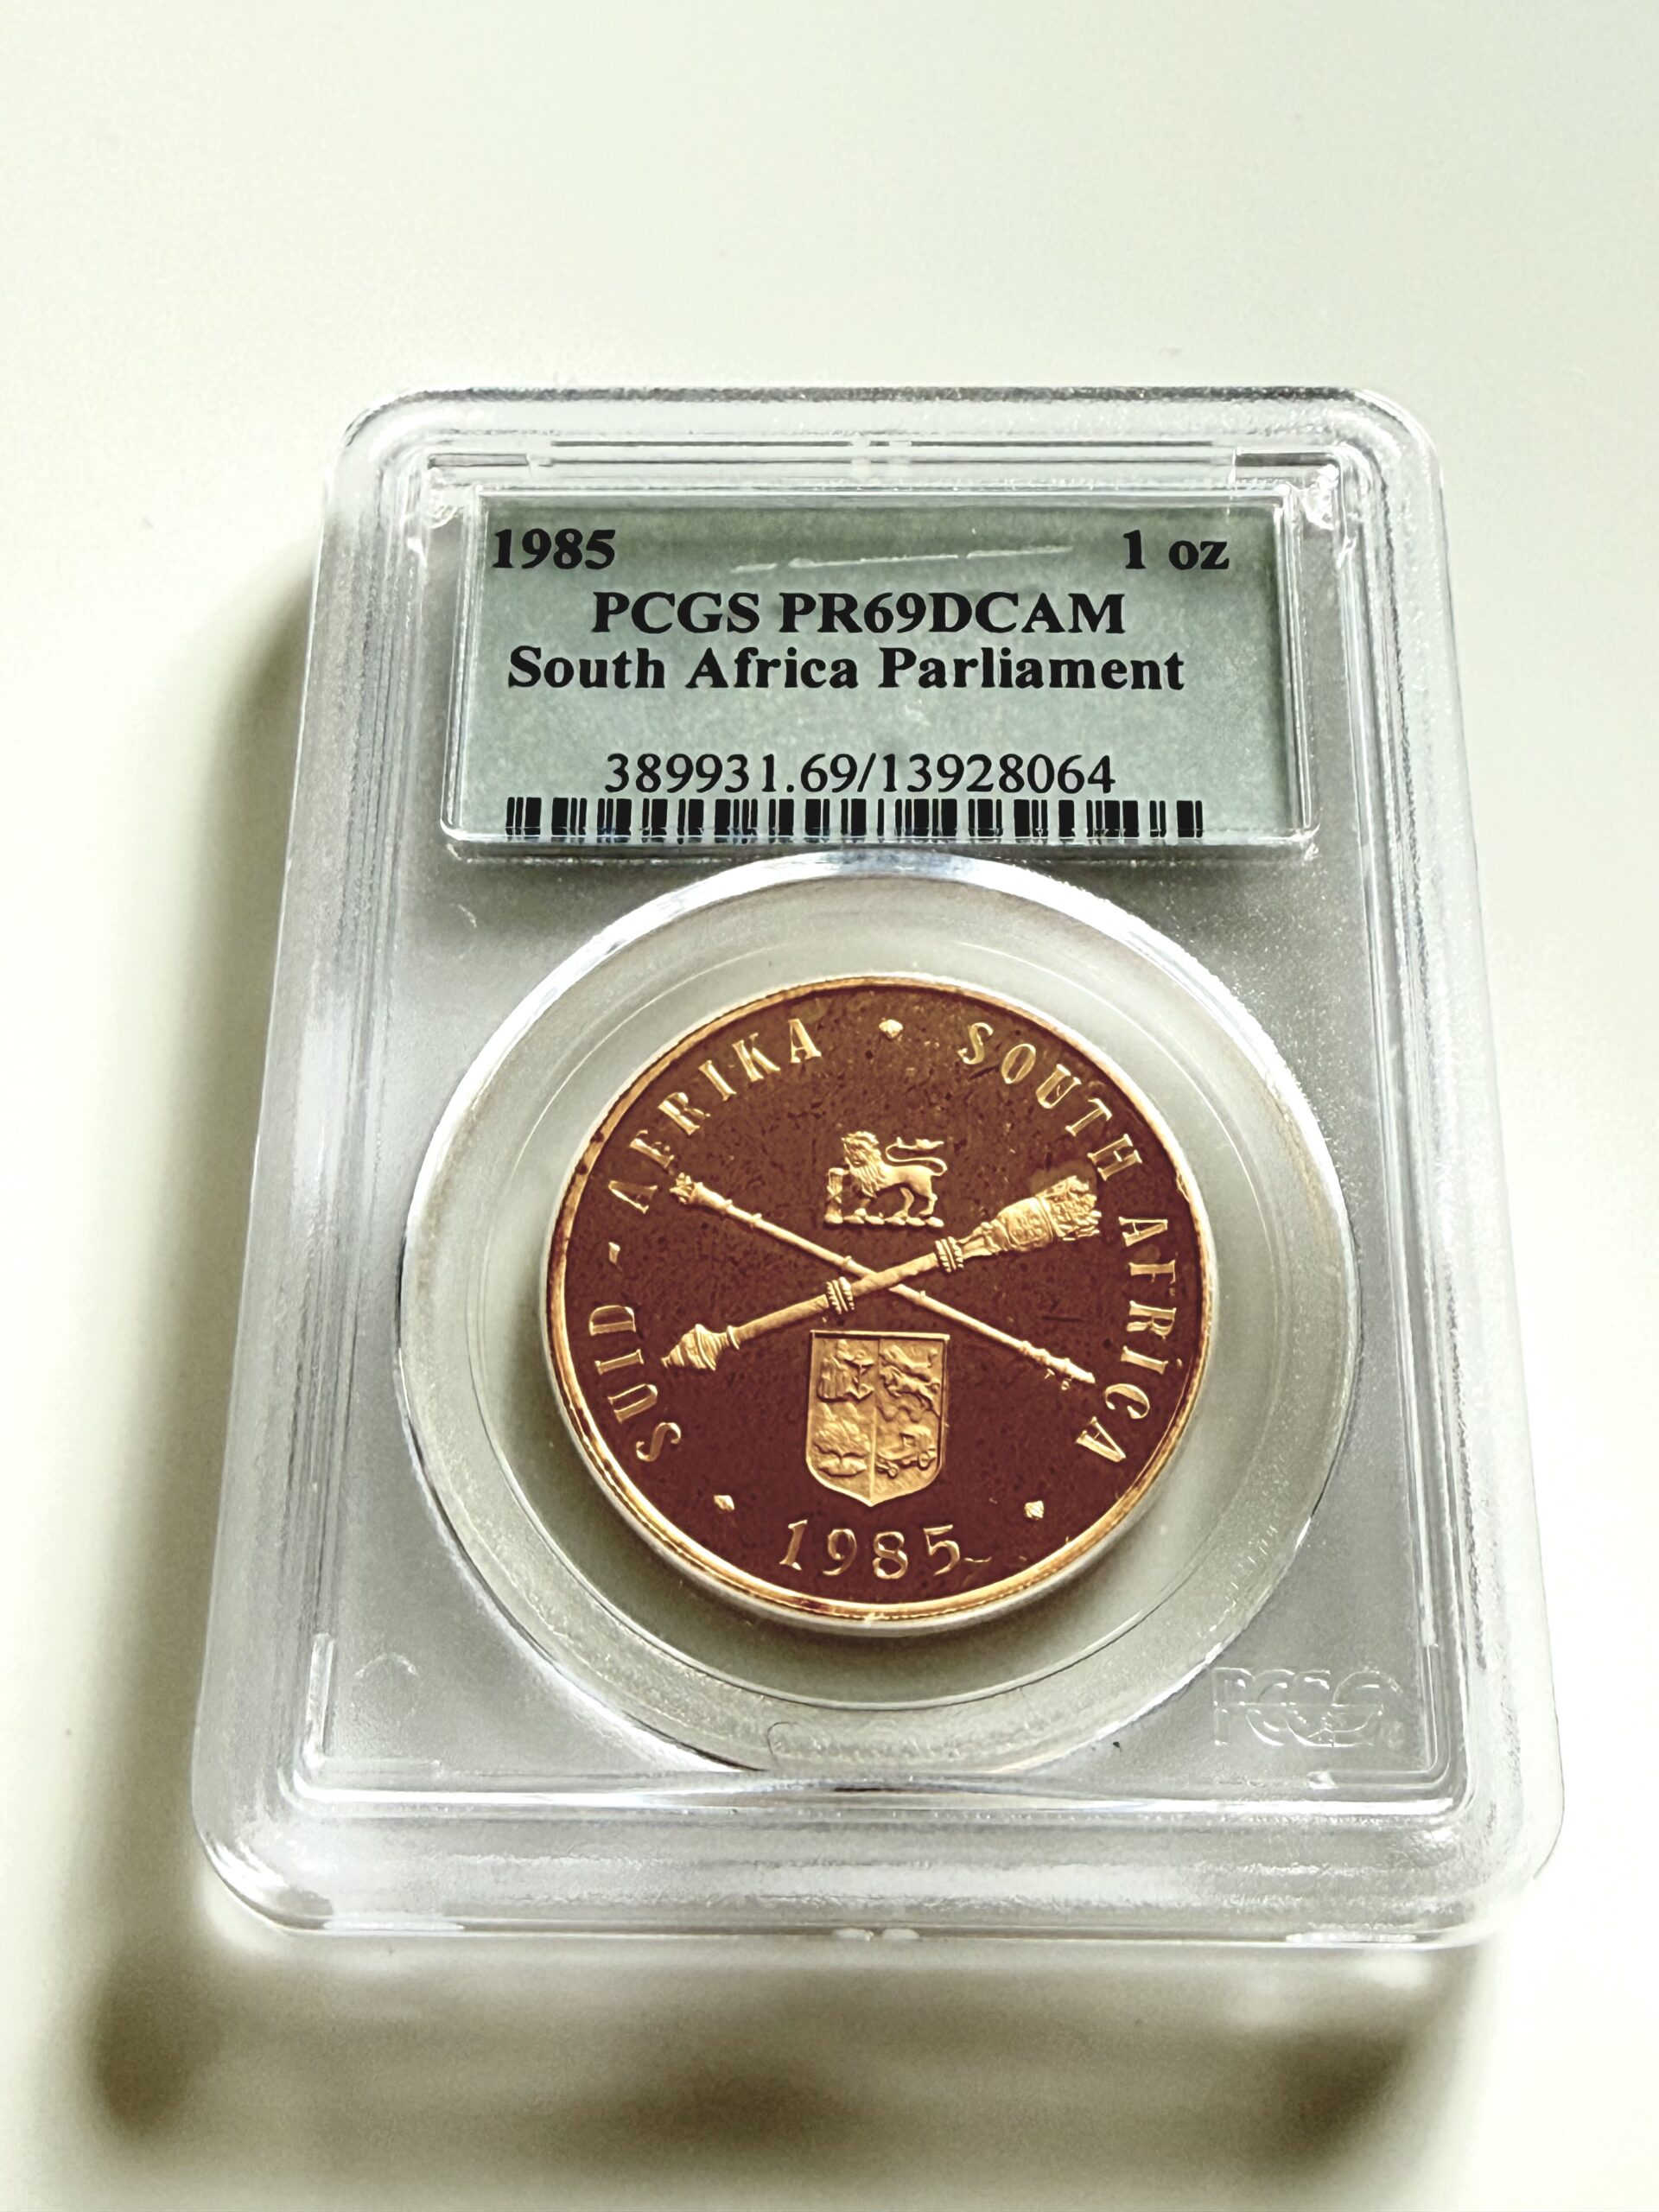 1985 1 oz
PCGS PR69DCAM
South Africa Parliament
389931.69/13928064
SUID-AFRIKA · SOUTH AFRICA
1985
PCGS